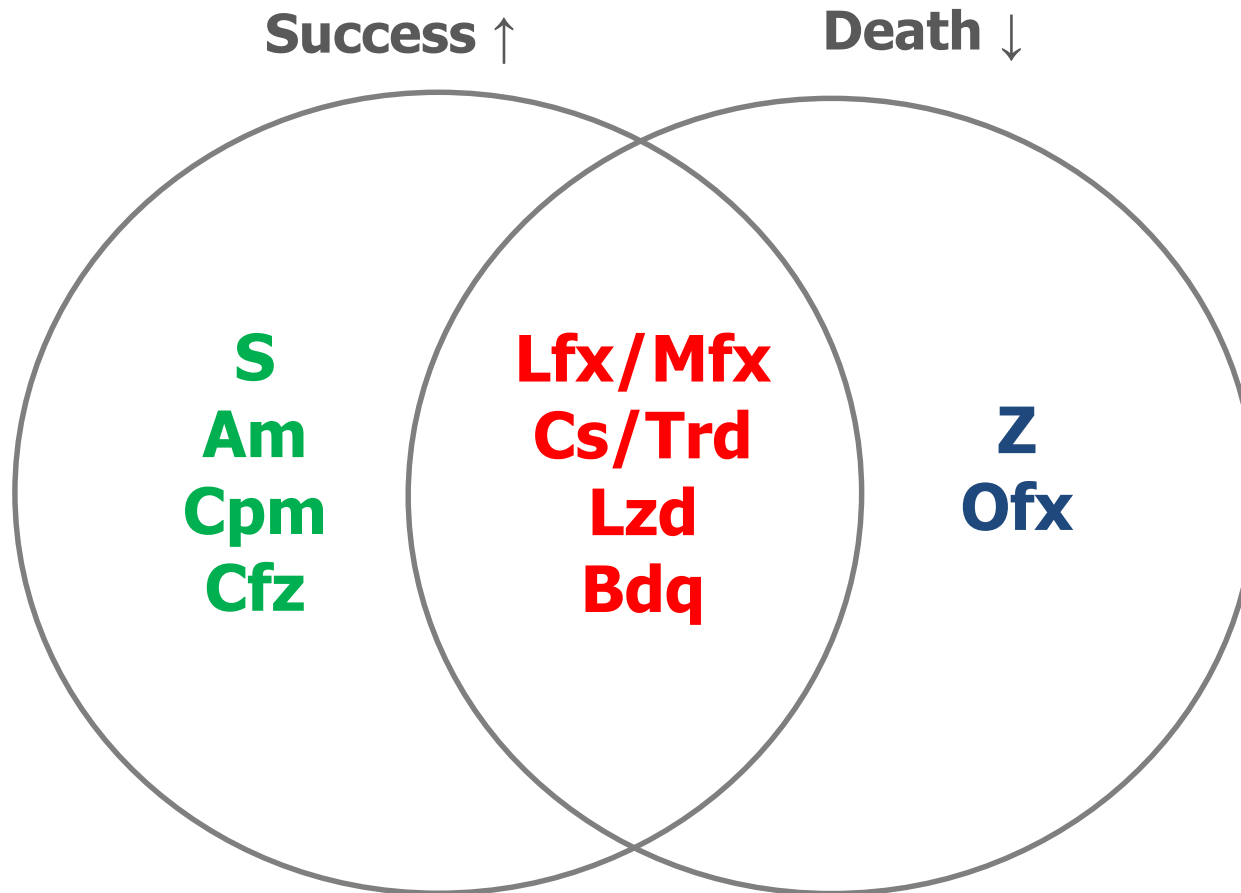 Success ↑
Death ↓
S
Am
Cpm
Cfz
Lfx/Mfx
Cs/Trd
Lzd
Bdq
Z
Ofx